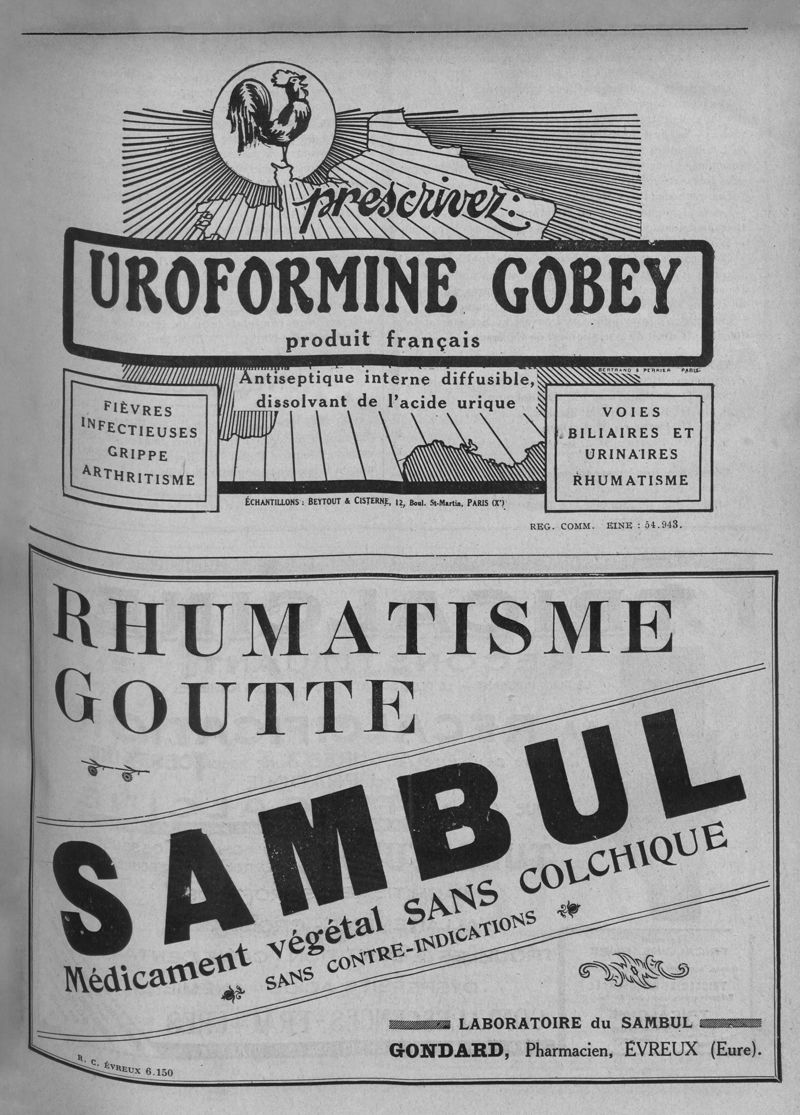 prescrivez:
UROFORMINE GOBEY
produit français
BERTRAND & PERRIER PARIS.
Antiseptique interne diffusible,
dissolvant de l'acide urique
FIÈVRES
INFECTIEUSES
GRIPPE
ARTHRITISME
VOIES
BILIAIRES ET
URINAIRES
RHUMATISME
ÉCHANTILLONS : BEYTOUT & CISTERNE, 12, Boul. St-Martin, PARIS (Xᵉ)
REG. COMM. EINE : 54.943.
RHUMATISME
GOUTTE
SAMBUL
Médicament végétal SANS COLCHIQUE
SANS CONTRE-INDICATIONS
LABORATOIRE du SAMBUL
GONDARD, Pharmacien, ÉVREUX (Eure).
R. C. ÉVREUX 6.150